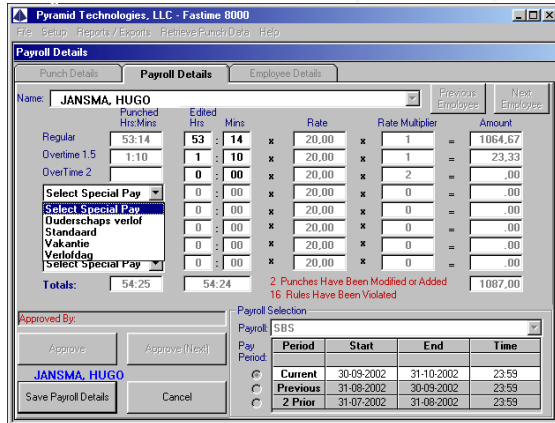 Pyramid Technologies, LLC - Fastime 8000
File Setup Reports / Exports Retrieve Punch Data Help
Payroll Details
Punch Details Payroll Details Employee Details
Name: JANSMA, HUGO Previous Employee Next Employee
Punched Hrs:Mins Edited Hrs Mins Rate Rate Multiplier Amount
Regular 53:14 53 : 14 x 20,00 x 1 = 1064,67
Overtime 1.5 1:10 1 : 10 x 20,00 x 1 = 23,33
OverTime 2 0 : 00 x 20,00 x 2 = ,00
Select Special Pay 0 : 00 x 20,00 x 1 = ,00
Select Special Pay 0 : 00 x 20,00 x 0 = ,00
Ouderschaps verlof
Standaard 0 : 00 x 20,00 x 0 = ,00
Vakantie
Verlofdag 0 : 00 x 20,00 x 0 = ,00
Select Special Pay 0 : 00 x 20,00 x 0 = ,00
Totals: 54:25 54:24 2 Punches Have Been Modified or Added 1087,00
16 Rules Have Been Violated
Approved By: Payroll Selection
Payroll: SBS
Approve Approve (Next) Pay Period: Period Start End Time
JANSMA, HUGO Current 30-09-2002 31-10-2002 23:59
Save Payroll Details Cancel Previous 31-08-2002 30-09-2002 23:59
2 Prior 31-07-2002 31-08-2002 23:59